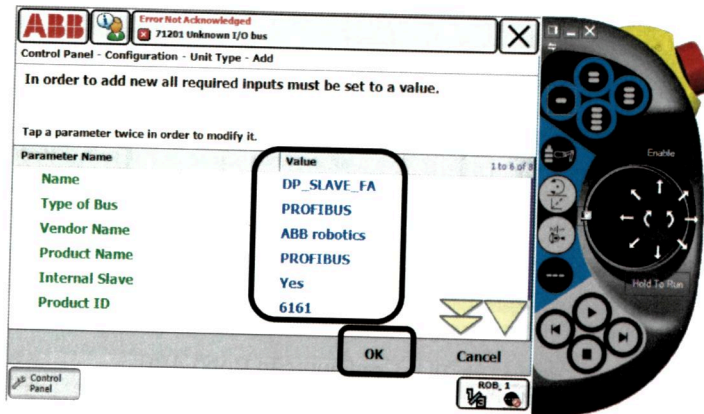 ABB
Error Not Acknowledged
71201 Unknown I/O bus
Control Panel - Configuration - Unit Type - Add
In order to add new all required inputs must be set to a value.
Tap a parameter twice in order to modify it.
Parameter Name Value 1 to 6 of 8
Name DP_SLAVE_FA
Type of Bus PROFIBUS
Vendor Name ABB robotics
Product Name PROFIBUS
Internal Slave Yes
Product ID 6161
OK Cancel
Control Panel
ROB_1
1/3
Enable
Hold To Run